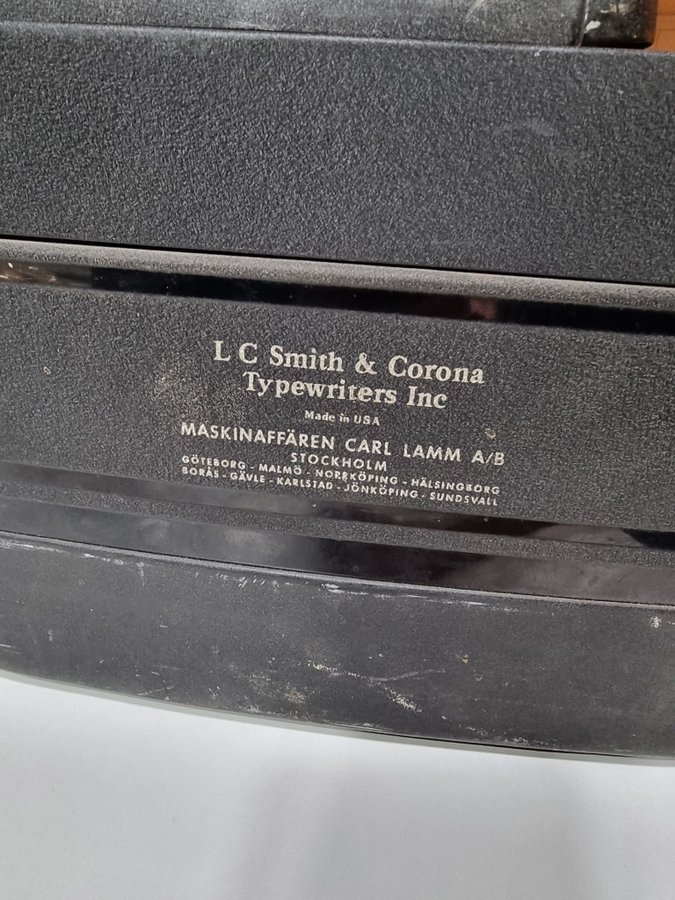 L C Smith & Corona
Typewriters Inc
Made in USA
MASKINAFFÄREN CARL LAMM A/B
STOCKHOLM
GÖTEBORG - MALMÖ - NORRKÖPING - HÄLSINGBORG
BORÅS - GÄVLE - KARLSTAD - JÖNKÖPING - SUNDSVALL